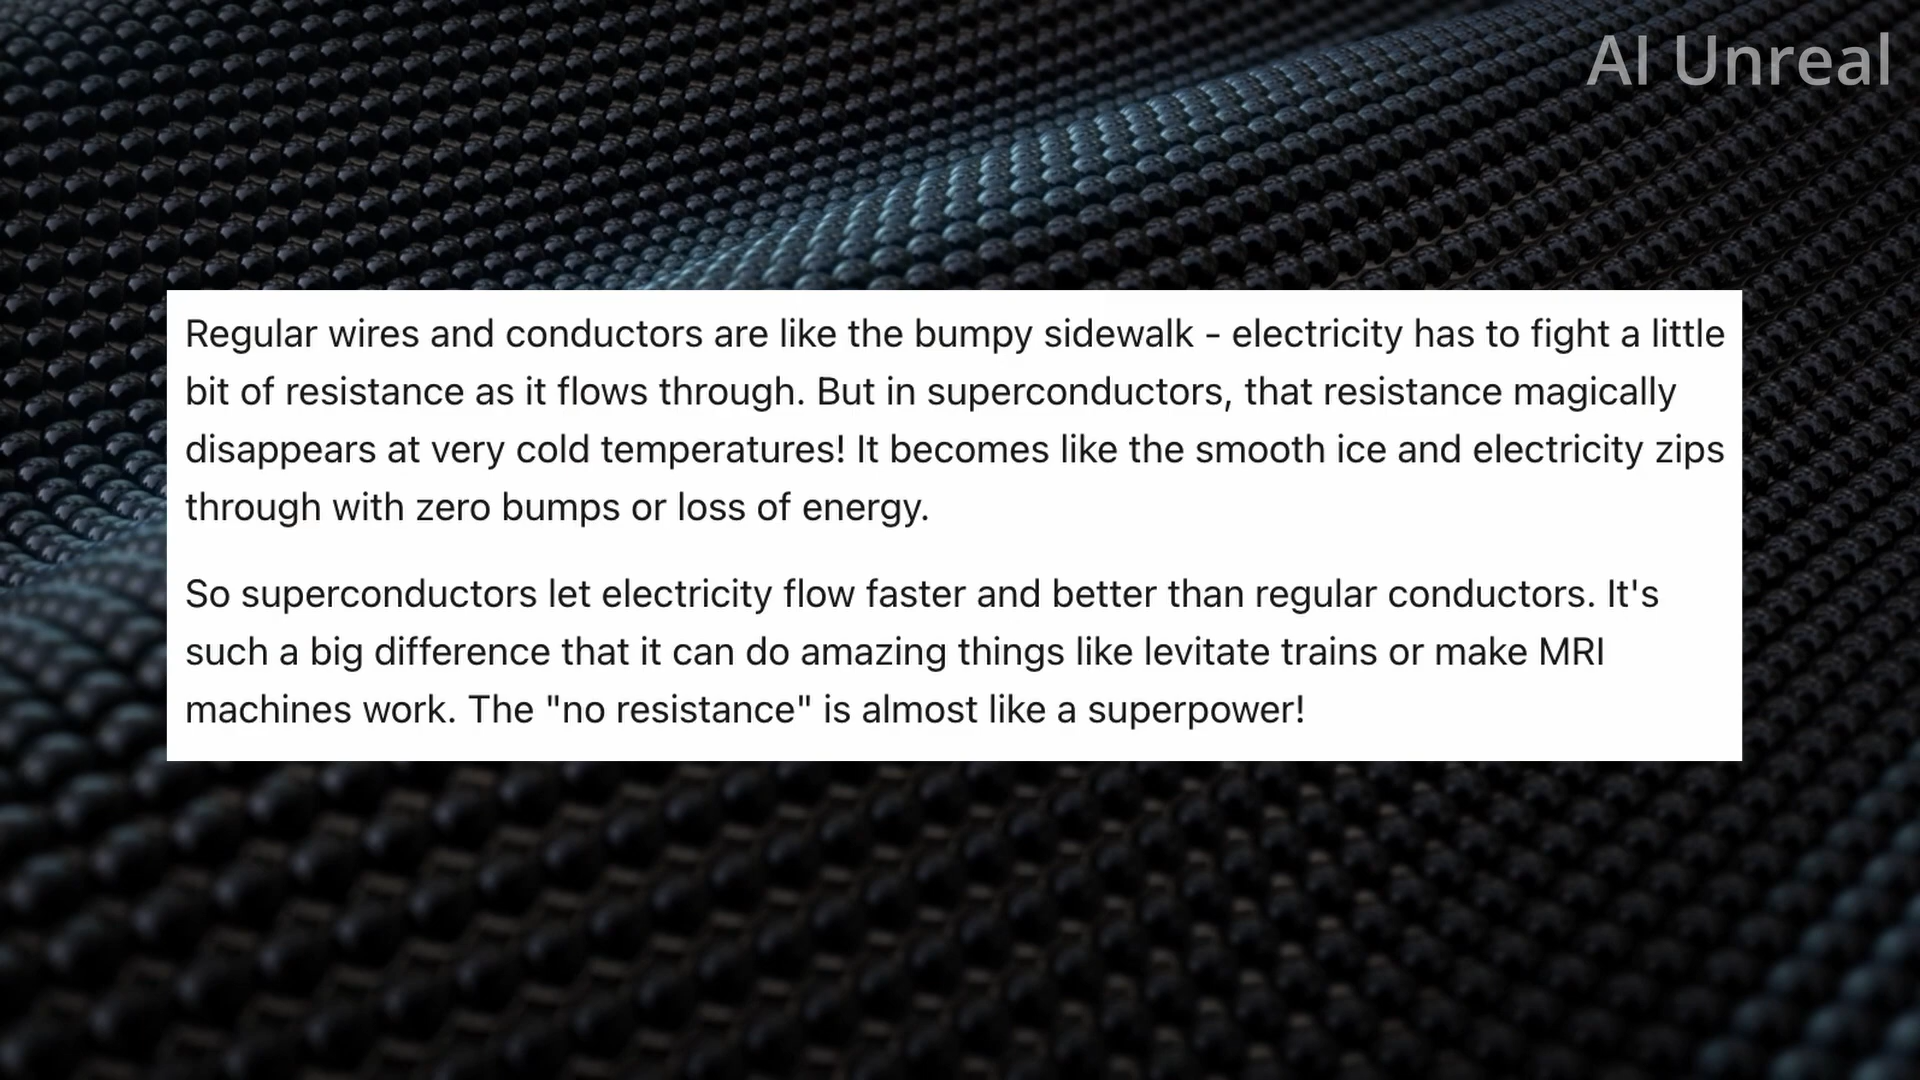 AI Unreal
Regular wires and conductors are like the bumpy sidewalk - electricity has to fight a little
bit of resistance as it flows through. But in superconductors, that resistance magically
disappears at very cold temperatures! It becomes like the smooth ice and electricity zips
through with zero bumps or loss of energy.
So superconductors let electricity flow faster and better than regular conductors. It's
such a big difference that it can do amazing things like levitate trains or make MRI
machines work. The "no resistance" is almost like a superpower!